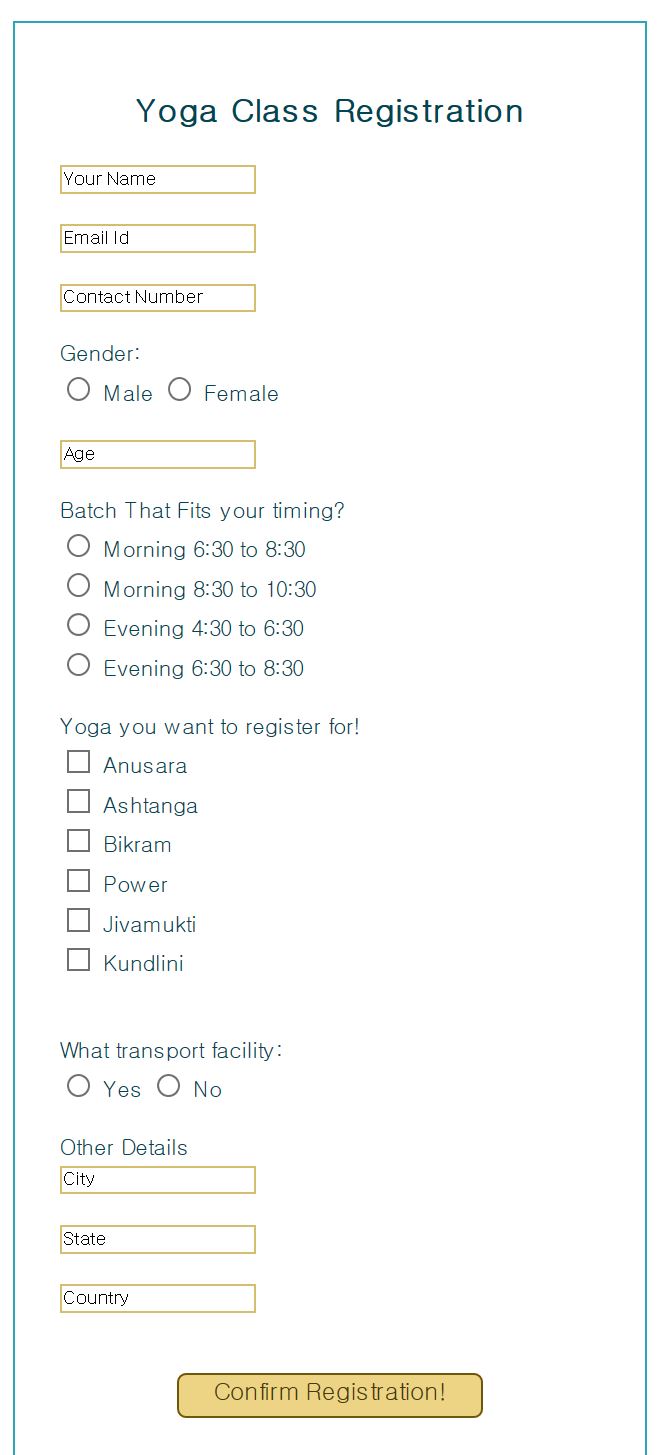 Yoga Class Registration
Your Name
Email Id
Contact Number
Gender:
Male Female
Age
Batch That Fits your timing?
Morning 6:30 to 8:30
Morning 8:30 to 10:30
Evening 4:30 to 6:30
Evening 6:30 to 8:30
Yoga you want to register for!
Anusara
Ashtanga
Bikram
Power
Jivamukti
Kundlini
What transport facility:
Yes No
Other Details
City
State
Country
Confirm Registration!